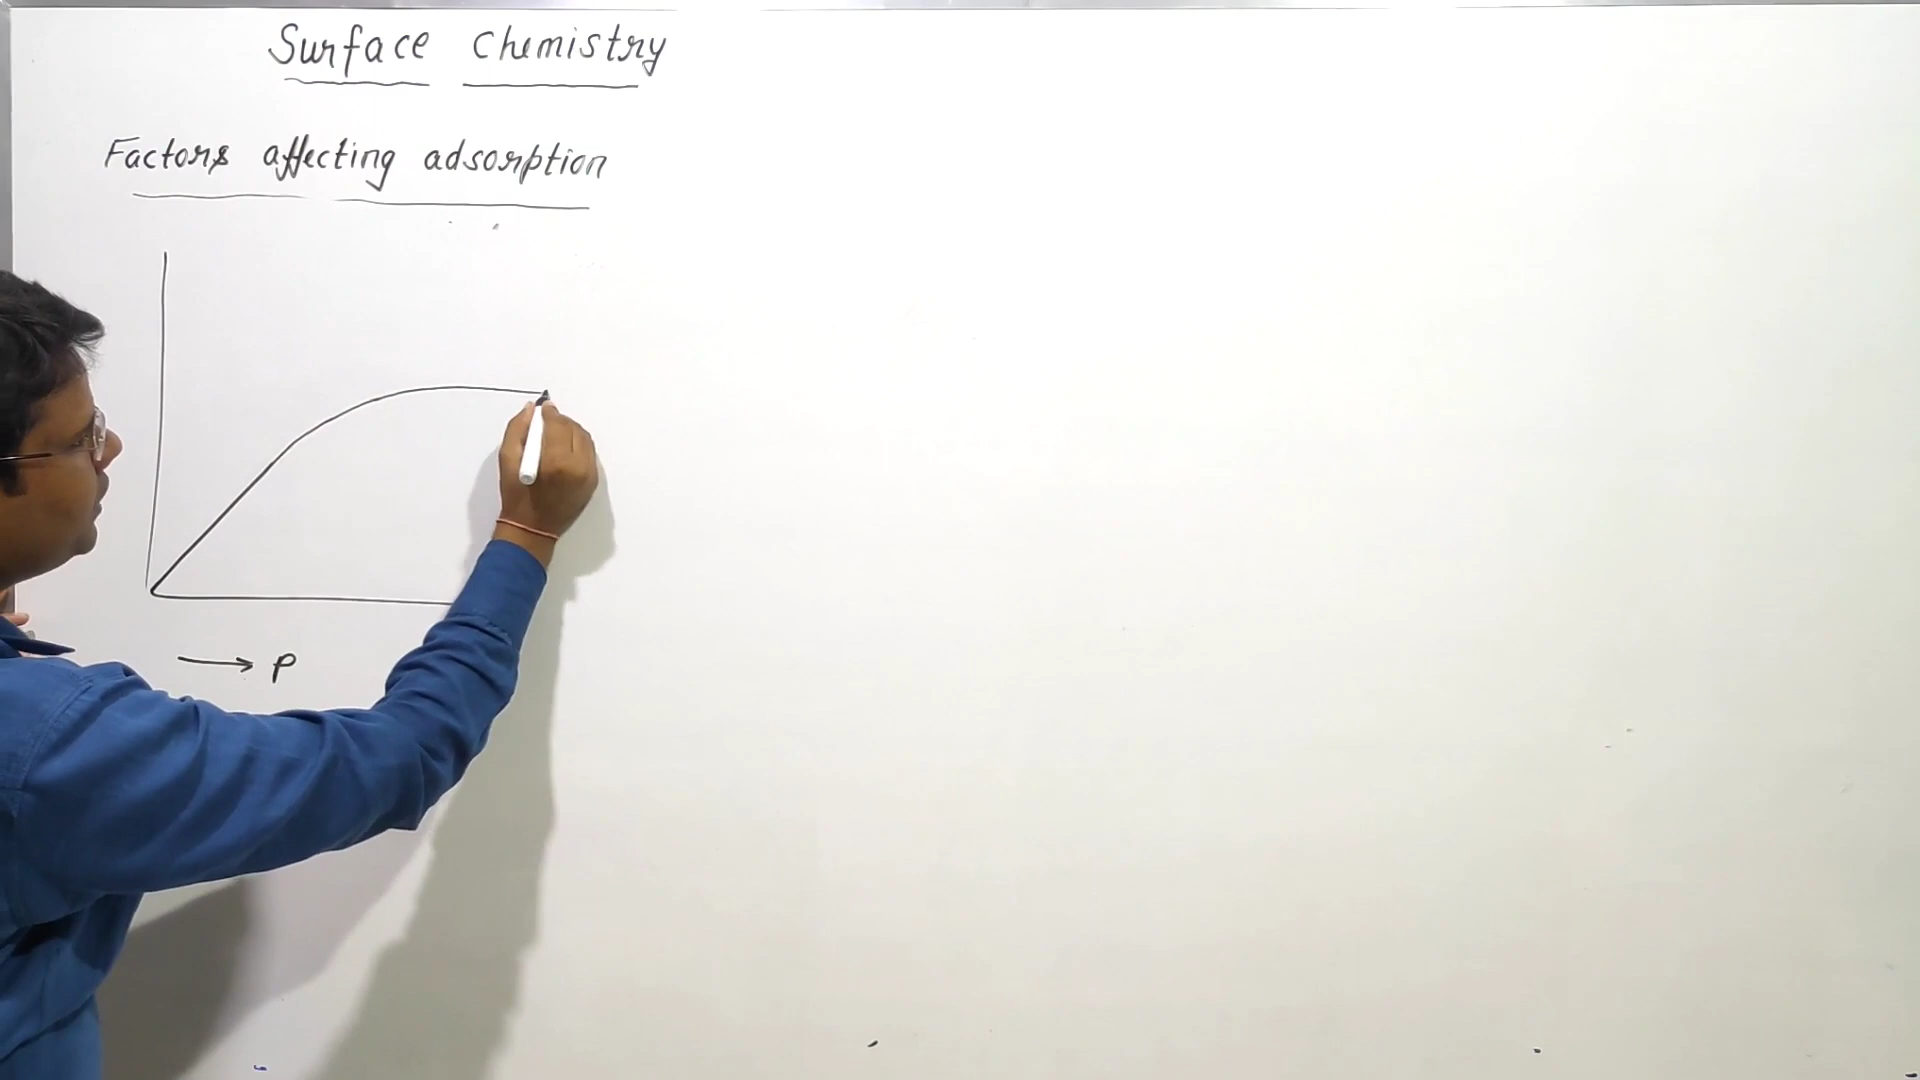 Surface Chemistry
Factors affecting adsorption
→ P